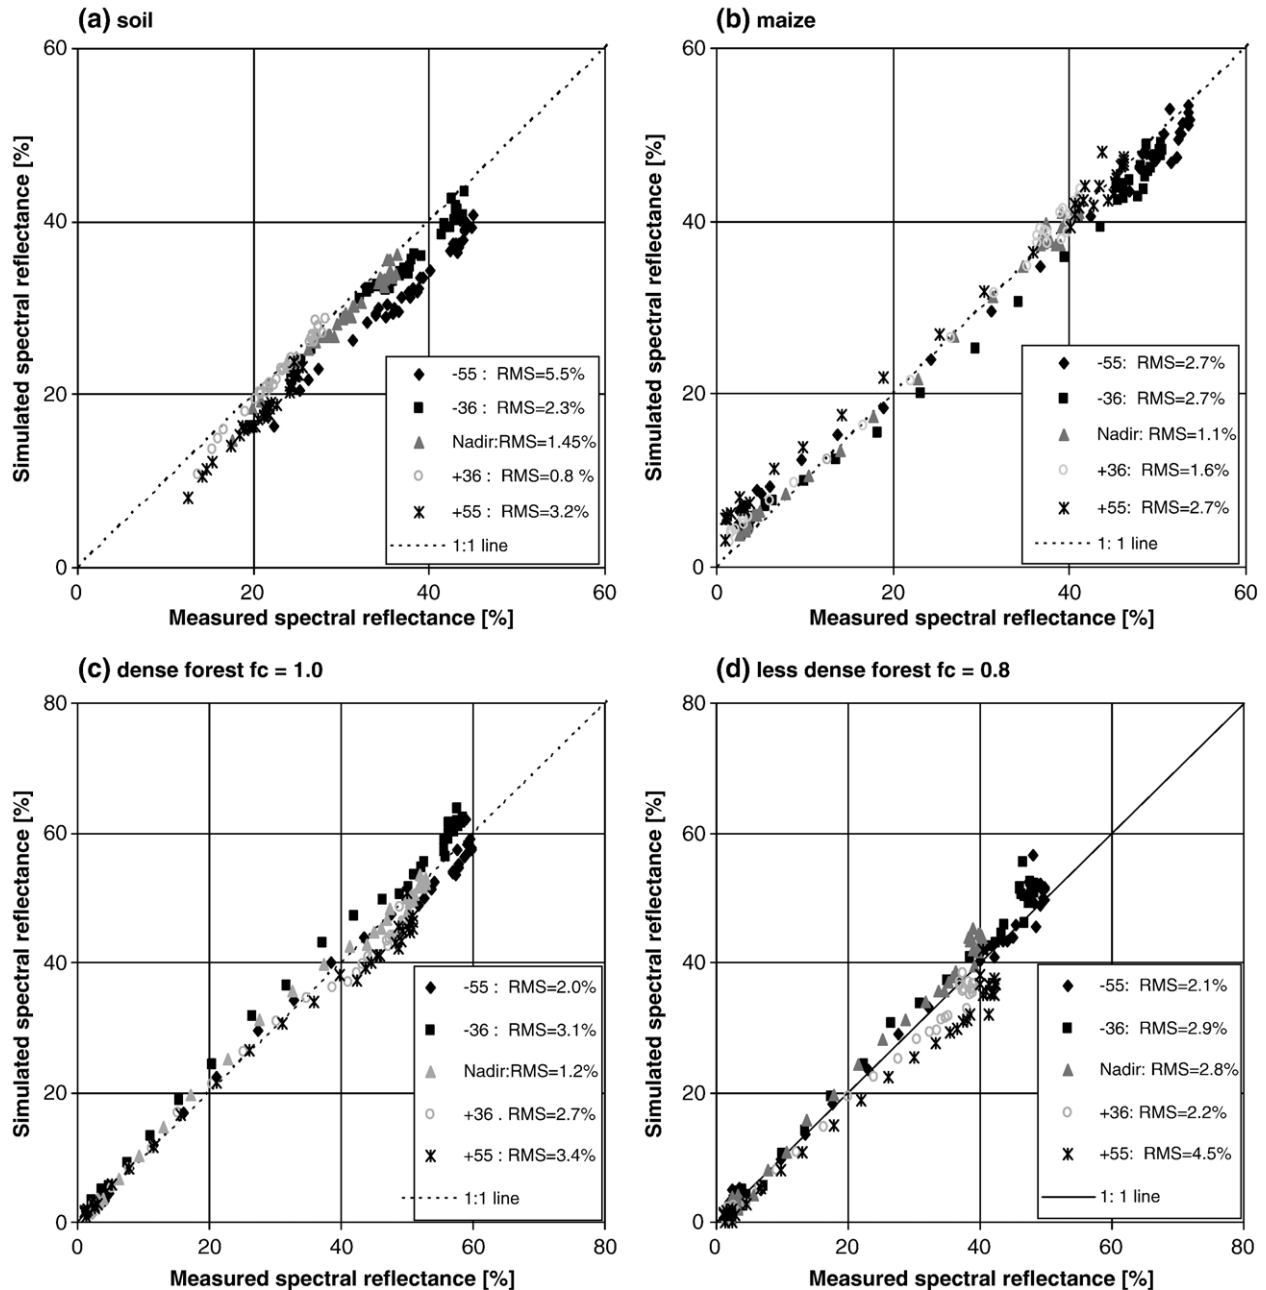 (a) soil
60
40
20
0
0 20 40 60
Simulated spectral reflectance [%]
Measured spectral reflectance [%]
-55 : RMS=5.5%
-36 : RMS=2.3%
Nadir:RMS=1.45%
+36 : RMS=0.8 %
+55 : RMS=3.2%
1:1 line
(b) maize
60
40
20
0
0 20 40 60
Simulated spectral reflectance [%]
Measured spectral reflectance [%]
-55: RMS=2.7%
-36: RMS=2.7%
Nadir: RMS=1.1%
+36: RMS=1.6%
+55: RMS=2.7%
1: 1 line
(c) dense forest fc = 1.0
80
60
40
20
0
0 20 40 60 80
Simulated spectral reflectance [%]
Measured spectral reflectance [%]
-55 : RMS=2.0%
-36 : RMS=3.1%
Nadir:RMS=1.2%
+36 . RMS=2.7%
+55 : RMS=3.4%
1:1 line
(d) less dense forest fc = 0.8
80
60
40
20
0
0 20 40 60 80
Simulated spectral reflectance [%]
Measured spectral reflectance [%]
-55: RMS=2.1%
-36: RMS=2.9%
Nadir: RMS=2.8%
+36: RMS=2.2%
+55: RMS=4.5%
1: 1 line